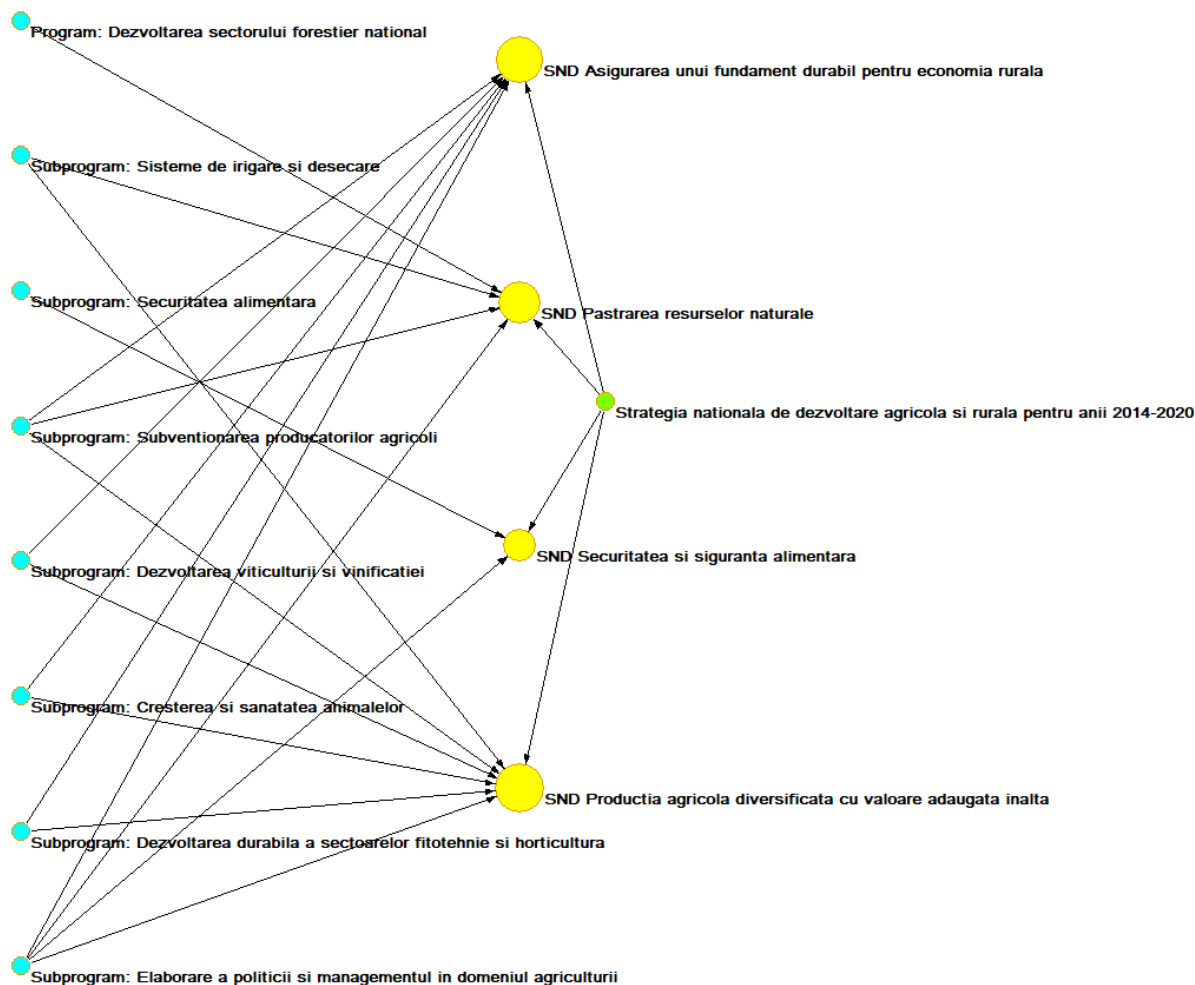 Program: Dezvoltarea sectorului forestier national
SND Asigurarea unui fundament durabil pentru economia rurala
Subprogram: Sisteme de irigare si desecare
Subprogram: Securitatea alimentara
SND Pastrarea resurselor naturale
Strategia nationala de dezvoltare agricola si rurala pentru anii 2014-2020
Subprogram: Subventionarea producatorilor agricoli
SND Securitatea si siguranta alimentara
Subprogram: Dezvoltarea viticulturii si vinificatiei
Subprogram: Cresterea si sanatatea animalelor
SND Productia agricola diversificata cu valoare adaugata inalta
Subprogram: Dezvoltarea durabila a sectoarelor fitotehnie si horticultura
Subprogram: Elaborare a politicii si managementul in domeniul agriculturii